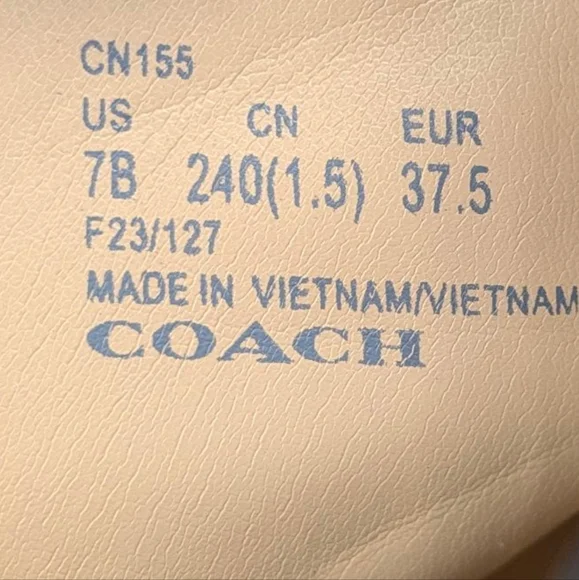 CN155
US CN EUR
7B 240(1.5) 37.5
F23/127
MADE IN VIETNAM/VIETNAM
COACH